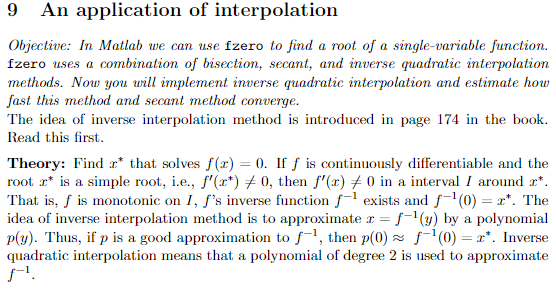 9 An application of interpolation
Objective: In Matlab we can use fzero to find a root of a single-variable function.
fzero uses a combination of bisection, secant, and inverse quadratic interpolation
methods. Now you will implement inverse quadratic interpolation and estimate how
fast this method and secant method converge.
The idea of inverse interpolation method is introduced in page 174 in the book.
Read this first.
Theory: Find x* that solves f(x) = 0. If f is continuously differentiable and the
root x* is a simple root, i.e., f′(x*) ≠ 0, then f′(x) ≠ 0 in a interval I around x*.
That is, f is monotonic on I, f's inverse function f⁻¹ exists and f⁻¹(0) = x*. The
idea of inverse interpolation method is to approximate x = f⁻¹(y) by a polynomial
p(y). Thus, if p is a good approximation to f⁻¹, then p(0) ≈ f⁻¹(0) = x*. Inverse
quadratic interpolation means that a polynomial of degree 2 is used to approximate
f⁻¹.